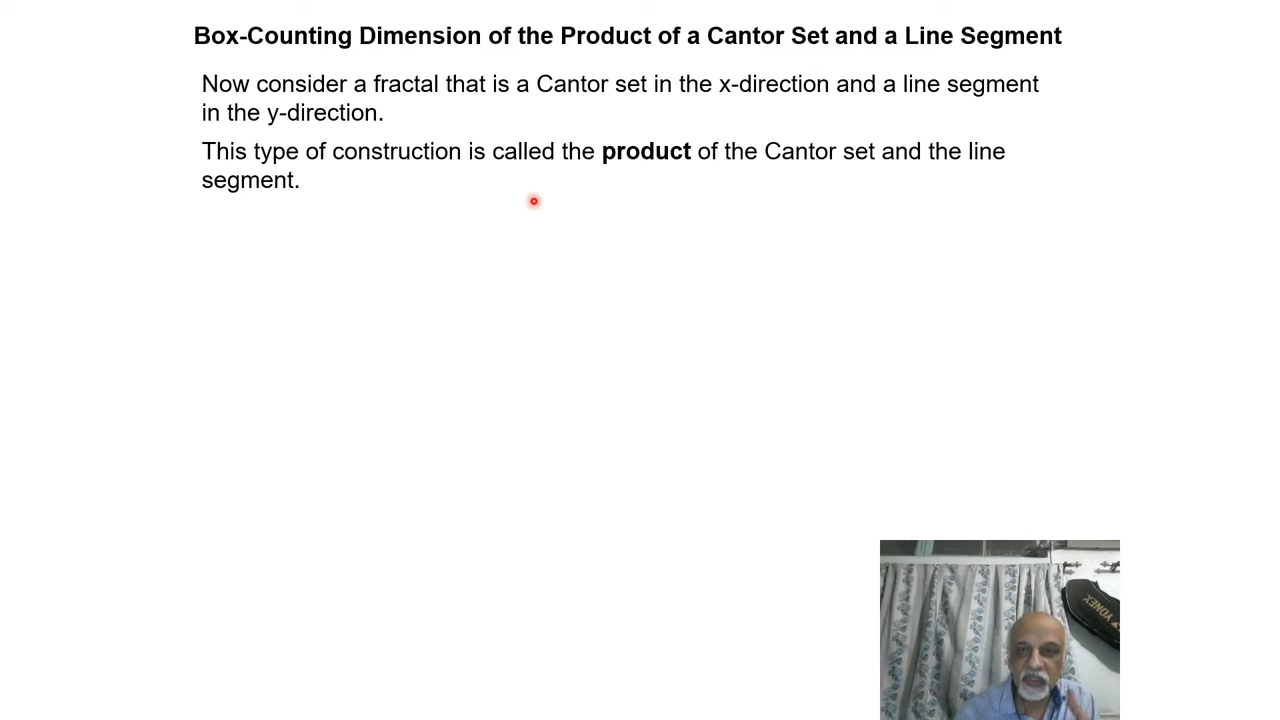 Box-Counting Dimension of the Product of a Cantor Set and a Line Segment
Now consider a fractal that is a Cantor set in the x-direction and a line segment
in the y-direction.
This type of construction is called the product of the Cantor set and the line
segment.
YONEX